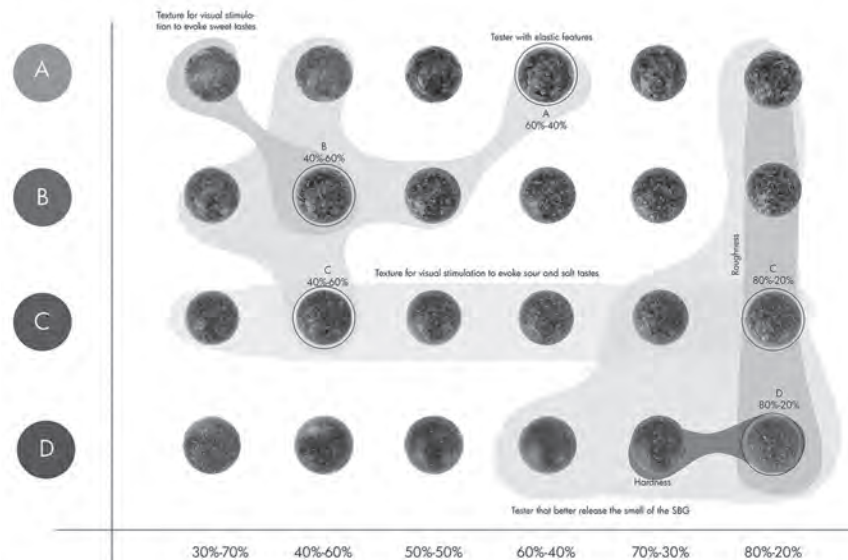 Texture for visual stimula-
tion to evoke sweet tastes
Tester with elastic features
A
A
60%-40%
B
40%-60%
B
Roughness
C
40%-60%
Texture for visual stimulation to evoke sour and salt tastes
C
80%-20%
C
D
80%-20%
D
Hardness
Tester that better release the smell of the SBG
30%-70%
40%-60%
50%-50%
60%-40%
70%-30%
80%-20%